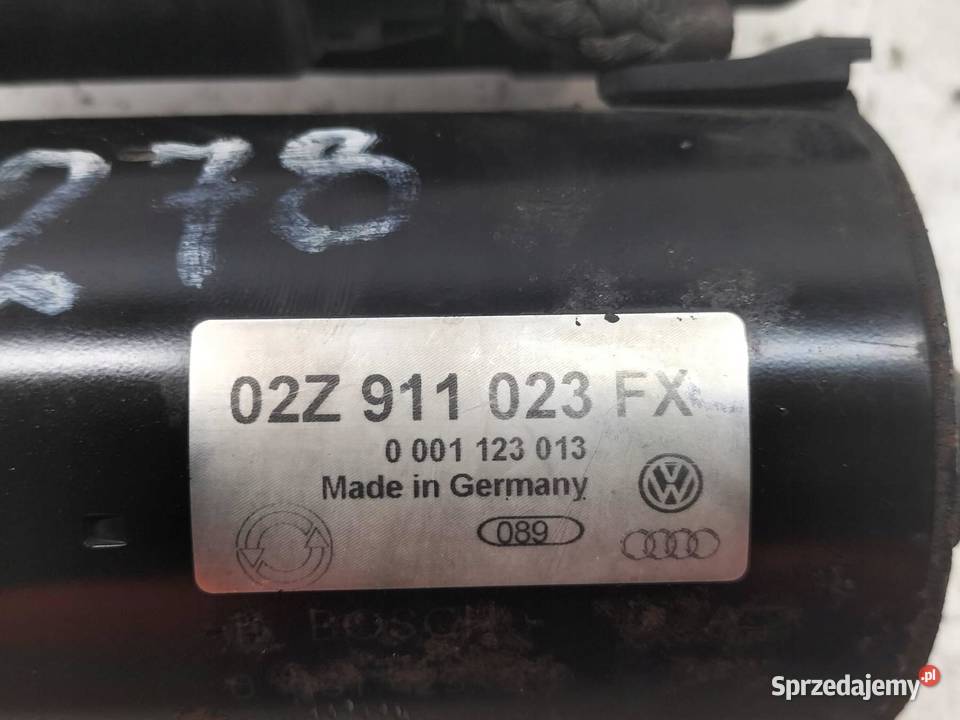 278
02Z 911 023 FX
0 001 123 013
Made in Germany
089
BOSCH
Sprzedajemy.pl